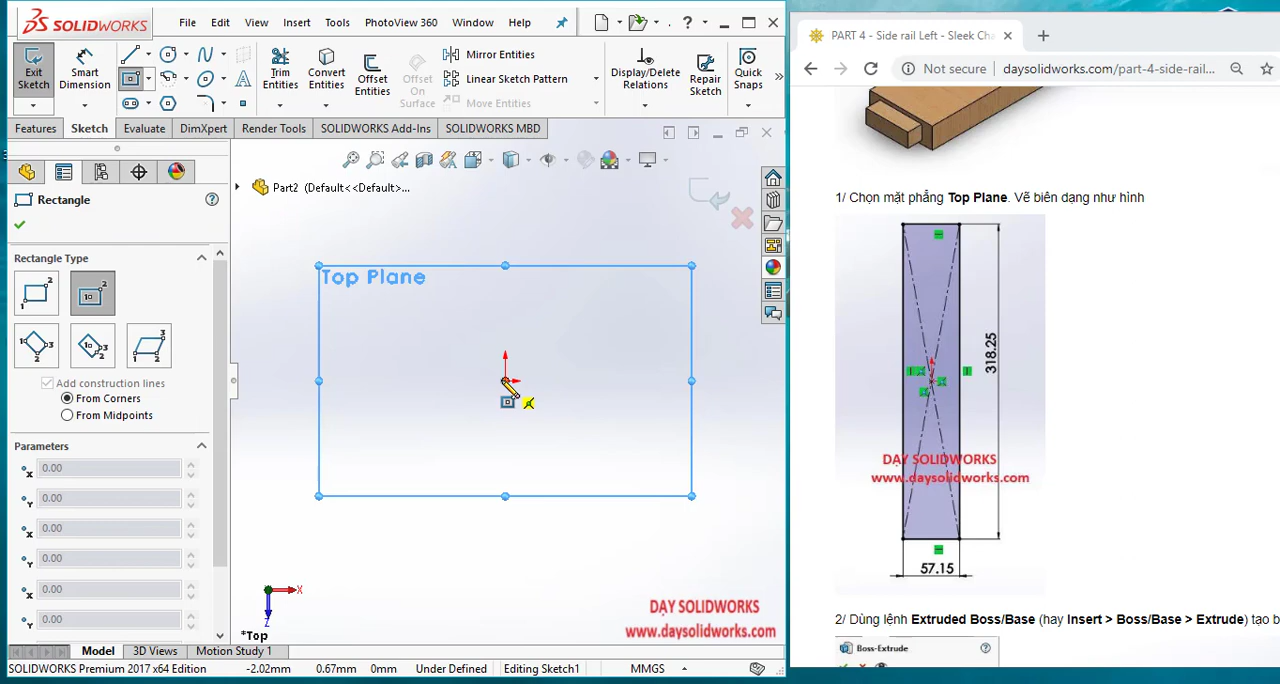 SOLIDWORKS
File Edit View Insert Tools PhotoView 360 Window Help
Exit Sketch
Smart Dimension
Trim Entities
Convert Entities
Offset Entities
Offset On Surface
Mirror Entities
Linear Sketch Pattern
Move Entities
Display/Delete Relations
Repair Sketch
Quick Snaps
Features Sketch Evaluate DimXpert Render Tools SOLIDWORKS Add-Ins SOLIDWORKS MBD
Part2 (Default<<Default>...
Rectangle
Rectangle Type
Add construction lines
From Corners
From Midpoints
Parameters
0.00
0.00
0.00
0.00
0.00
0.00
Top Plane
X
Z
*Top
DẠY SOLIDWORKS
www.daysolidworks.com
Model 3D Views Motion Study 1
SOLIDWORKS Premium 2017 x64 Edition -2.02mm 0.67mm 0mm Under Defined Editing Sketch1 MMGS
PART 4 - Side rail Left - Sleek Cha
Not secure daysolidworks.com/part-4-side-rail...
1/ Chọn mặt phẳng Top Plane. Vẽ biên dạng như hình
318.25
DẠY SOLIDWORKS
www.daysolidworks.com
57.15
2/ Dùng lệnh Extruded Boss/Base (hay Insert > Boss/Base > Extrude) tạo b
Boss-Extrude